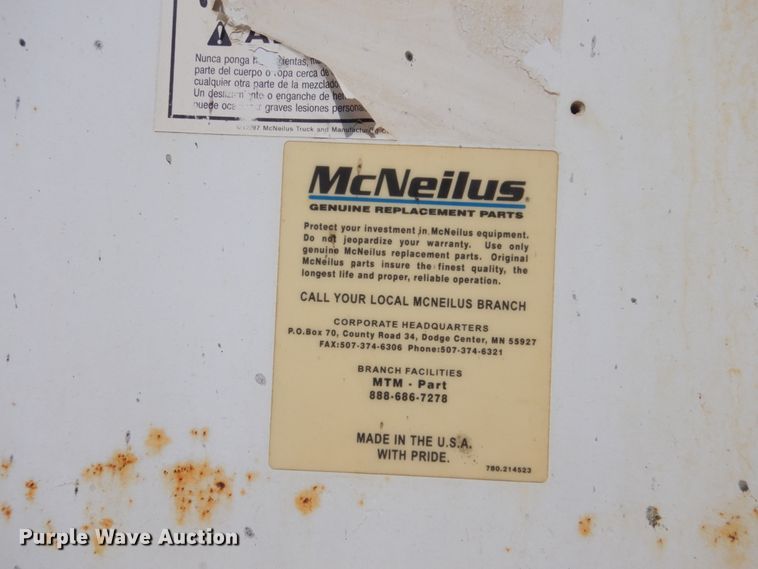 Nunca ponga
parte del cuerpo o ropa cerca de
cualquier otra parte de la
Un o enganche de
puede graves lesiones
McNeilus Truck and Manufacturing
McNeilus®
GENUINE REPLACEMENT PARTS
Protect your investment in McNeilus equipment.
Do not jeopardize your warranty. Use only
genuine McNeilus replacement parts. Original
McNeilus parts insure the finest quality, the
longest life and proper, reliable operation.
CALL YOUR LOCAL MCNEILUS BRANCH
CORPORATE HEADQUARTERS
P.O.Box 70, County Road 34, Dodge Center, MN 55927
FAX:507-374-6306 Phone:507-374-6321
BRANCH FACILITIES
MTM - Part
888-686-7278
MADE IN THE U.S.A.
WITH PRIDE.
780.214523
Purple Wave Auction